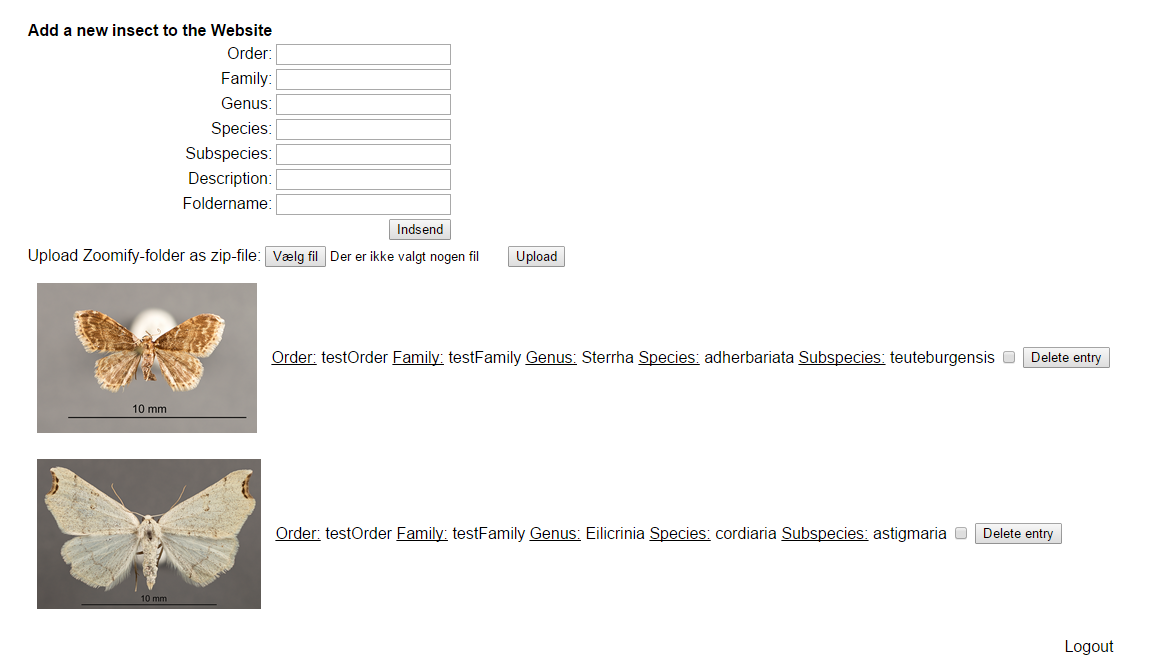 Add a new insect to the Website
Order:
Family:
Genus:
Species:
Subspecies:
Description:
Foldername:
Indsend
Upload Zoomify-folder as zip-file: Vælg fil Der er ikke valgt nogen fil Upload
10 mm
Order: testOrder Family: testFamily Genus: Sterrha Species: adherbariata Subspecies: teuteburgensis Delete entry
10 mm
Order: testOrder Family: testFamily Genus: Eilicrinia Species: cordiaria Subspecies: astigmaria Delete entry
Logout